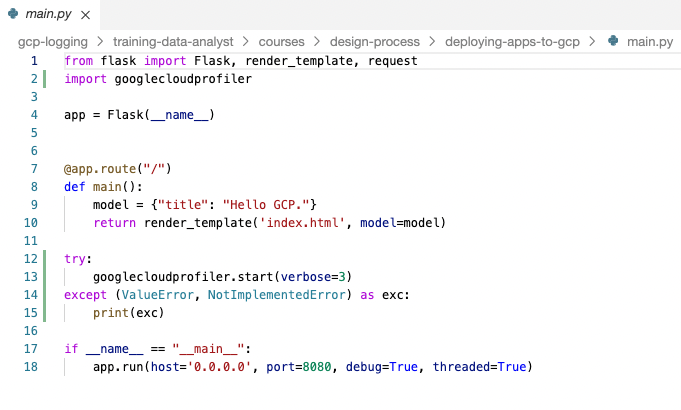 main.py ×
gcp-logging > training-data-analyst > courses > design-process > deploying-apps-to-gcp > main.py
1 from flask import Flask, render_template, request
2 import googlecloudprofiler
3
4 app = Flask(__name__)
5
6
7 @app.route("/")
8 def main():
9     model = {"title": "Hello GCP."}
10     return render_template('index.html', model=model)
11
12 try:
13     googlecloudprofiler.start(verbose=3)
14 except (ValueError, NotImplementedError) as exc:
15     print(exc)
16
17 if __name__ == "__main__":
18     app.run(host='0.0.0.0', port=8080, debug=True, threaded=True)